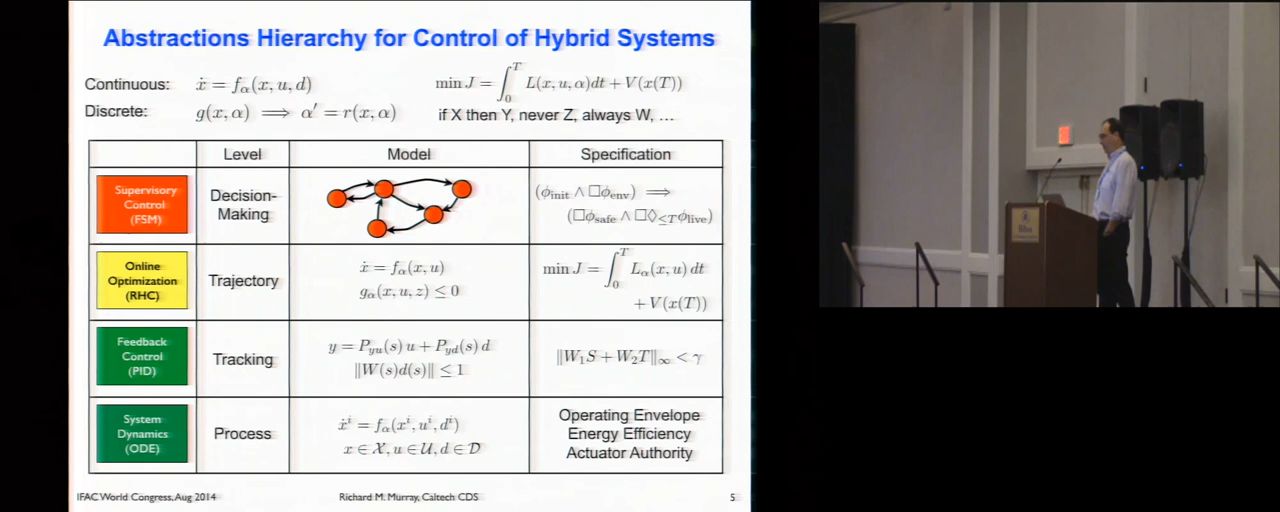 Abstractions Hierarchy for Control of Hybrid Systems
Continuous: ẋ = f_α(x, u, d) min J = ∫_0^T L(x, u, α)dt + V(x(T))
Discrete: g(x, α) ⟹ α′ = r(x, α) if X then Y, never Z, always W, …
Level Model Specification
Supervisory
Control
(FSM)
Decision-
Making
(ϕ_init ∧ □ϕ_env) ⟹
(□ϕ_safe ∧ □◊_≤T ϕ_live)
Online
Optimization
(RHC)
Trajectory
ẋ = f_α(x, u)
g_α(x, u, z) ≤ 0
min J = ∫_0^T L_α(x, u) dt
+ V(x(T))
Feedback
Control
(PID)
Tracking
y = P_yu(s) u + P_yd(s) d
‖W(s)d(s)‖ ≤ 1
‖W_1S + W_2T‖_∞ < γ
System
Dynamics
(ODE)
Process
ẋ^i = f_α(x^i, u^i, d^i)
x ∈ 𝒳, u ∈ 𝒰, d ∈ 𝒟
Operating Envelope
Energy Efficiency
Actuator Authority
IFAC World Congress, Aug 2014 Richard M. Murray, Caltech CDS 5
Hilton